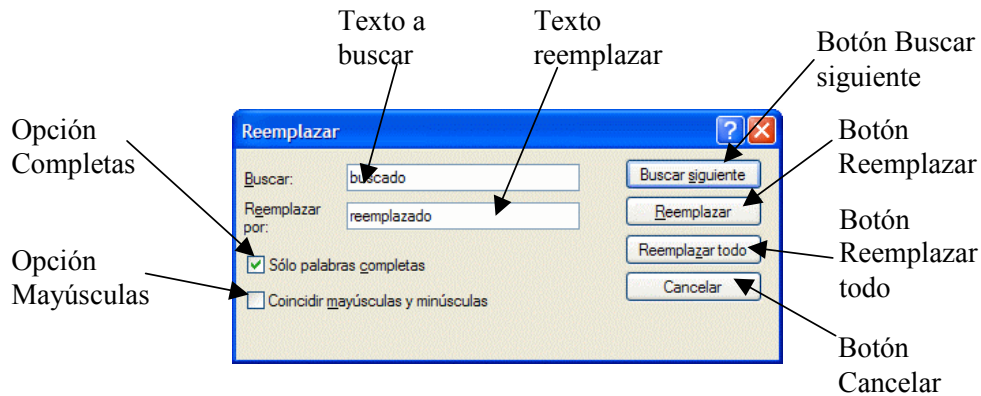 Texto a
buscar
Texto
reemplazar
Botón Buscar
siguiente
Opción
Completas
Reemplazar
Botón
Reemplazar
Buscar:
buscado
Buscar siguiente
Reemplazar
por:
reemplazado
Reemplazar
Botón
Reemplazar
todo
Sólo palabras completas
Reemplazar todo
Opción
Mayúsculas
Coincidir mayúsculas y minúsculas
Cancelar
Botón
Cancelar